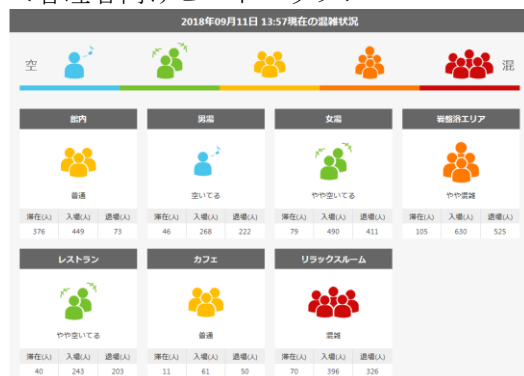 2018年09月11日 13:57現在の混雑状況
空
混
館内
男湯
女湯
岩盤浴エリア
普通
空いてる
やや空いてる
やや混雑
滞在(人) 入場(人) 退場(人)
376 449 73
滞在(人) 入場(人) 退場(人)
46 268 222
滞在(人) 入場(人) 退場(人)
79 490 411
滞在(人) 入場(人) 退場(人)
105 630 525
レストラン
カフェ
リラックスルーム
やや空いてる
普通
混雑
滞在(人) 入場(人) 退場(人)
40 243 203
滞在(人) 入場(人) 退場(人)
11 61 50
滞在(人) 入場(人) 退場(人)
70 396 326